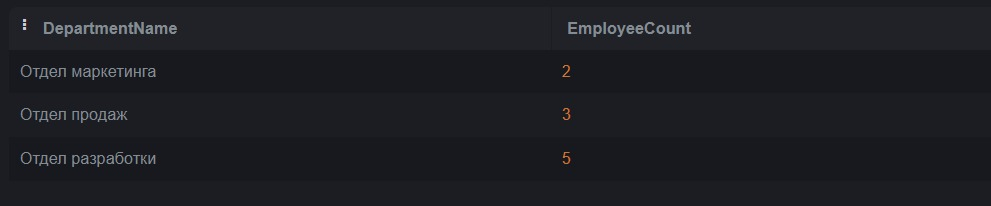 DepartmentName EmployeeCount
Отдел маркетинга 2
Отдел продаж 3
Отдел разработки 5